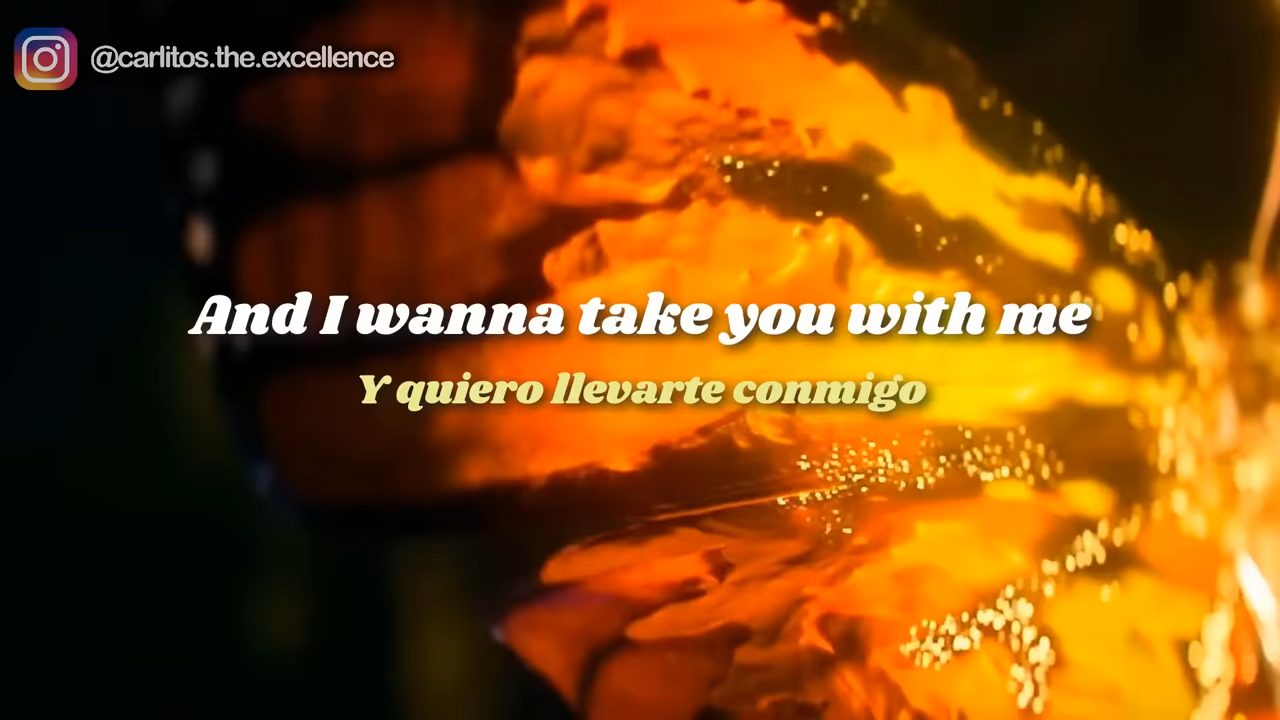 @carlitos.the.excellence
And I wanna take you with me
Y quiero llevarte conmigo